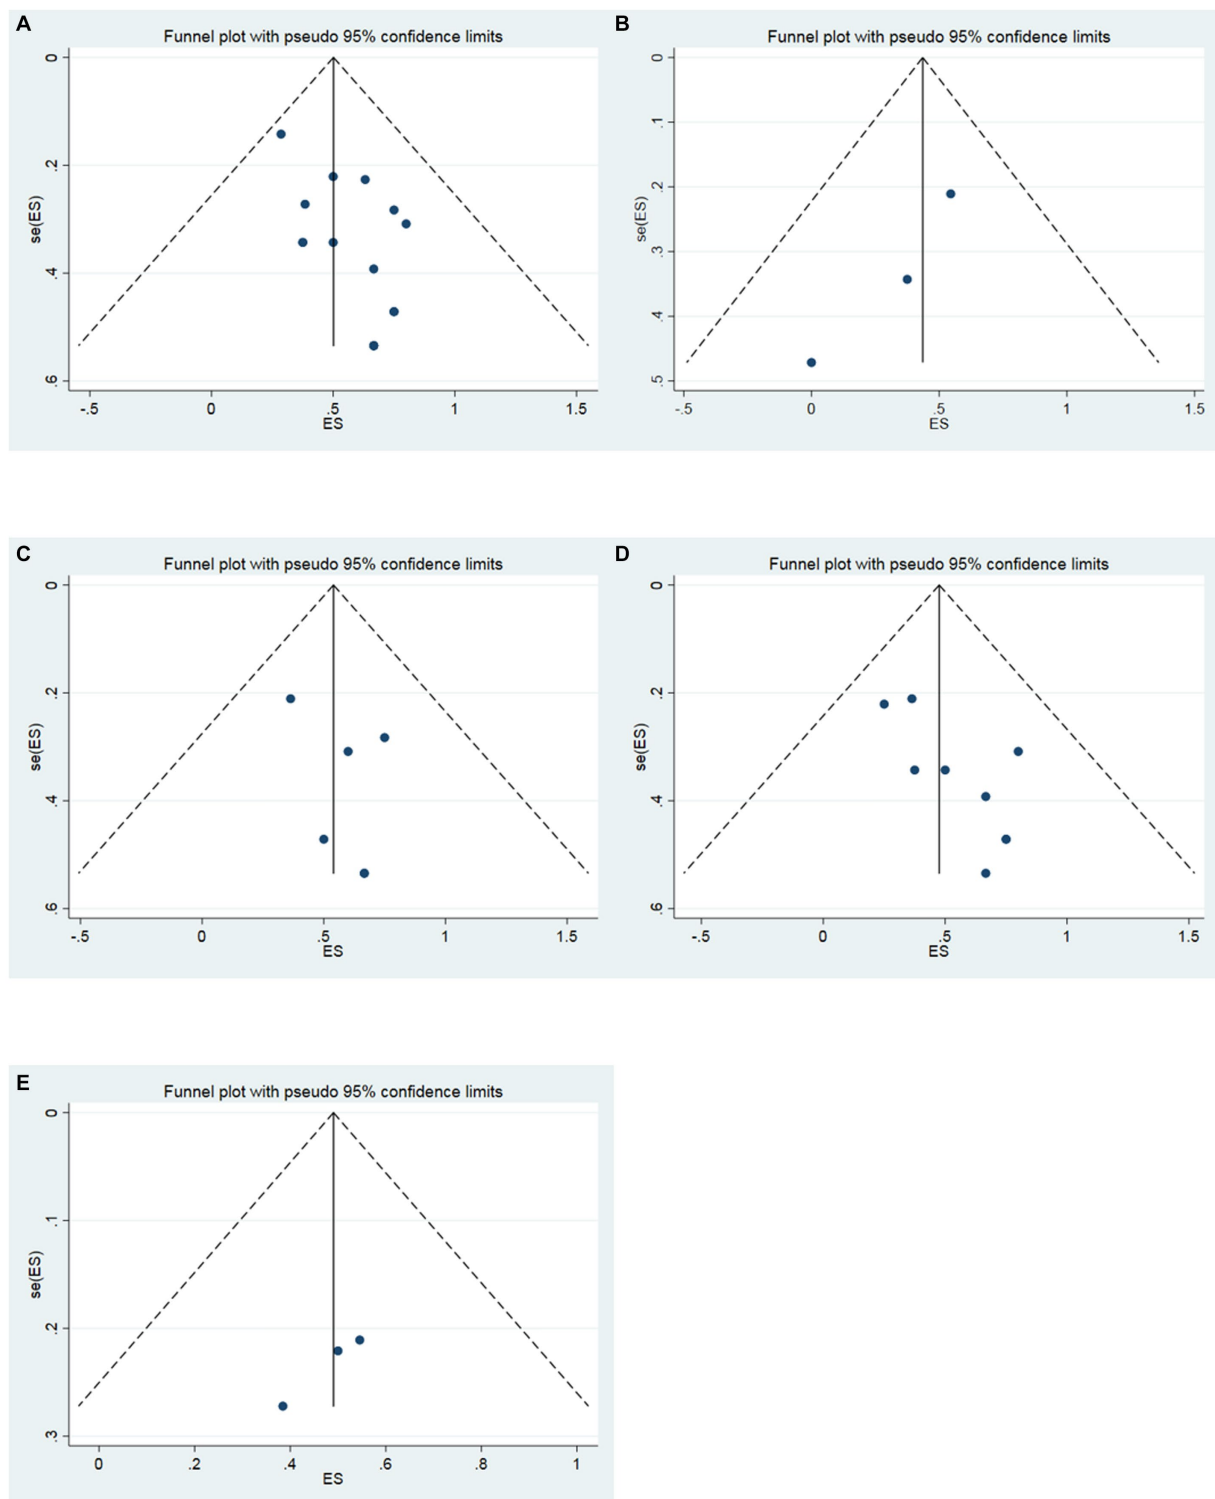 A
Funnel plot with pseudo 95% confidence limits
se(ES)
0
.2
.4
.6
-.5
0
.5
1
1.5
ES
B
Funnel plot with pseudo 95% confidence limits
se(ES)
0
.1
.2
.3
.4
.5
-.5
0
.5
1
1.5
ES
C
Funnel plot with pseudo 95% confidence limits
se(ES)
0
.2
.4
.6
-.5
0
.5
1
1.5
ES
D
Funnel plot with pseudo 95% confidence limits
se(ES)
0
.2
.4
.6
-.5
0
.5
1
1.5
ES
E
Funnel plot with pseudo 95% confidence limits
se(ES)
0
.1
.2
.3
0
.2
.4
.6
.8
1
ES